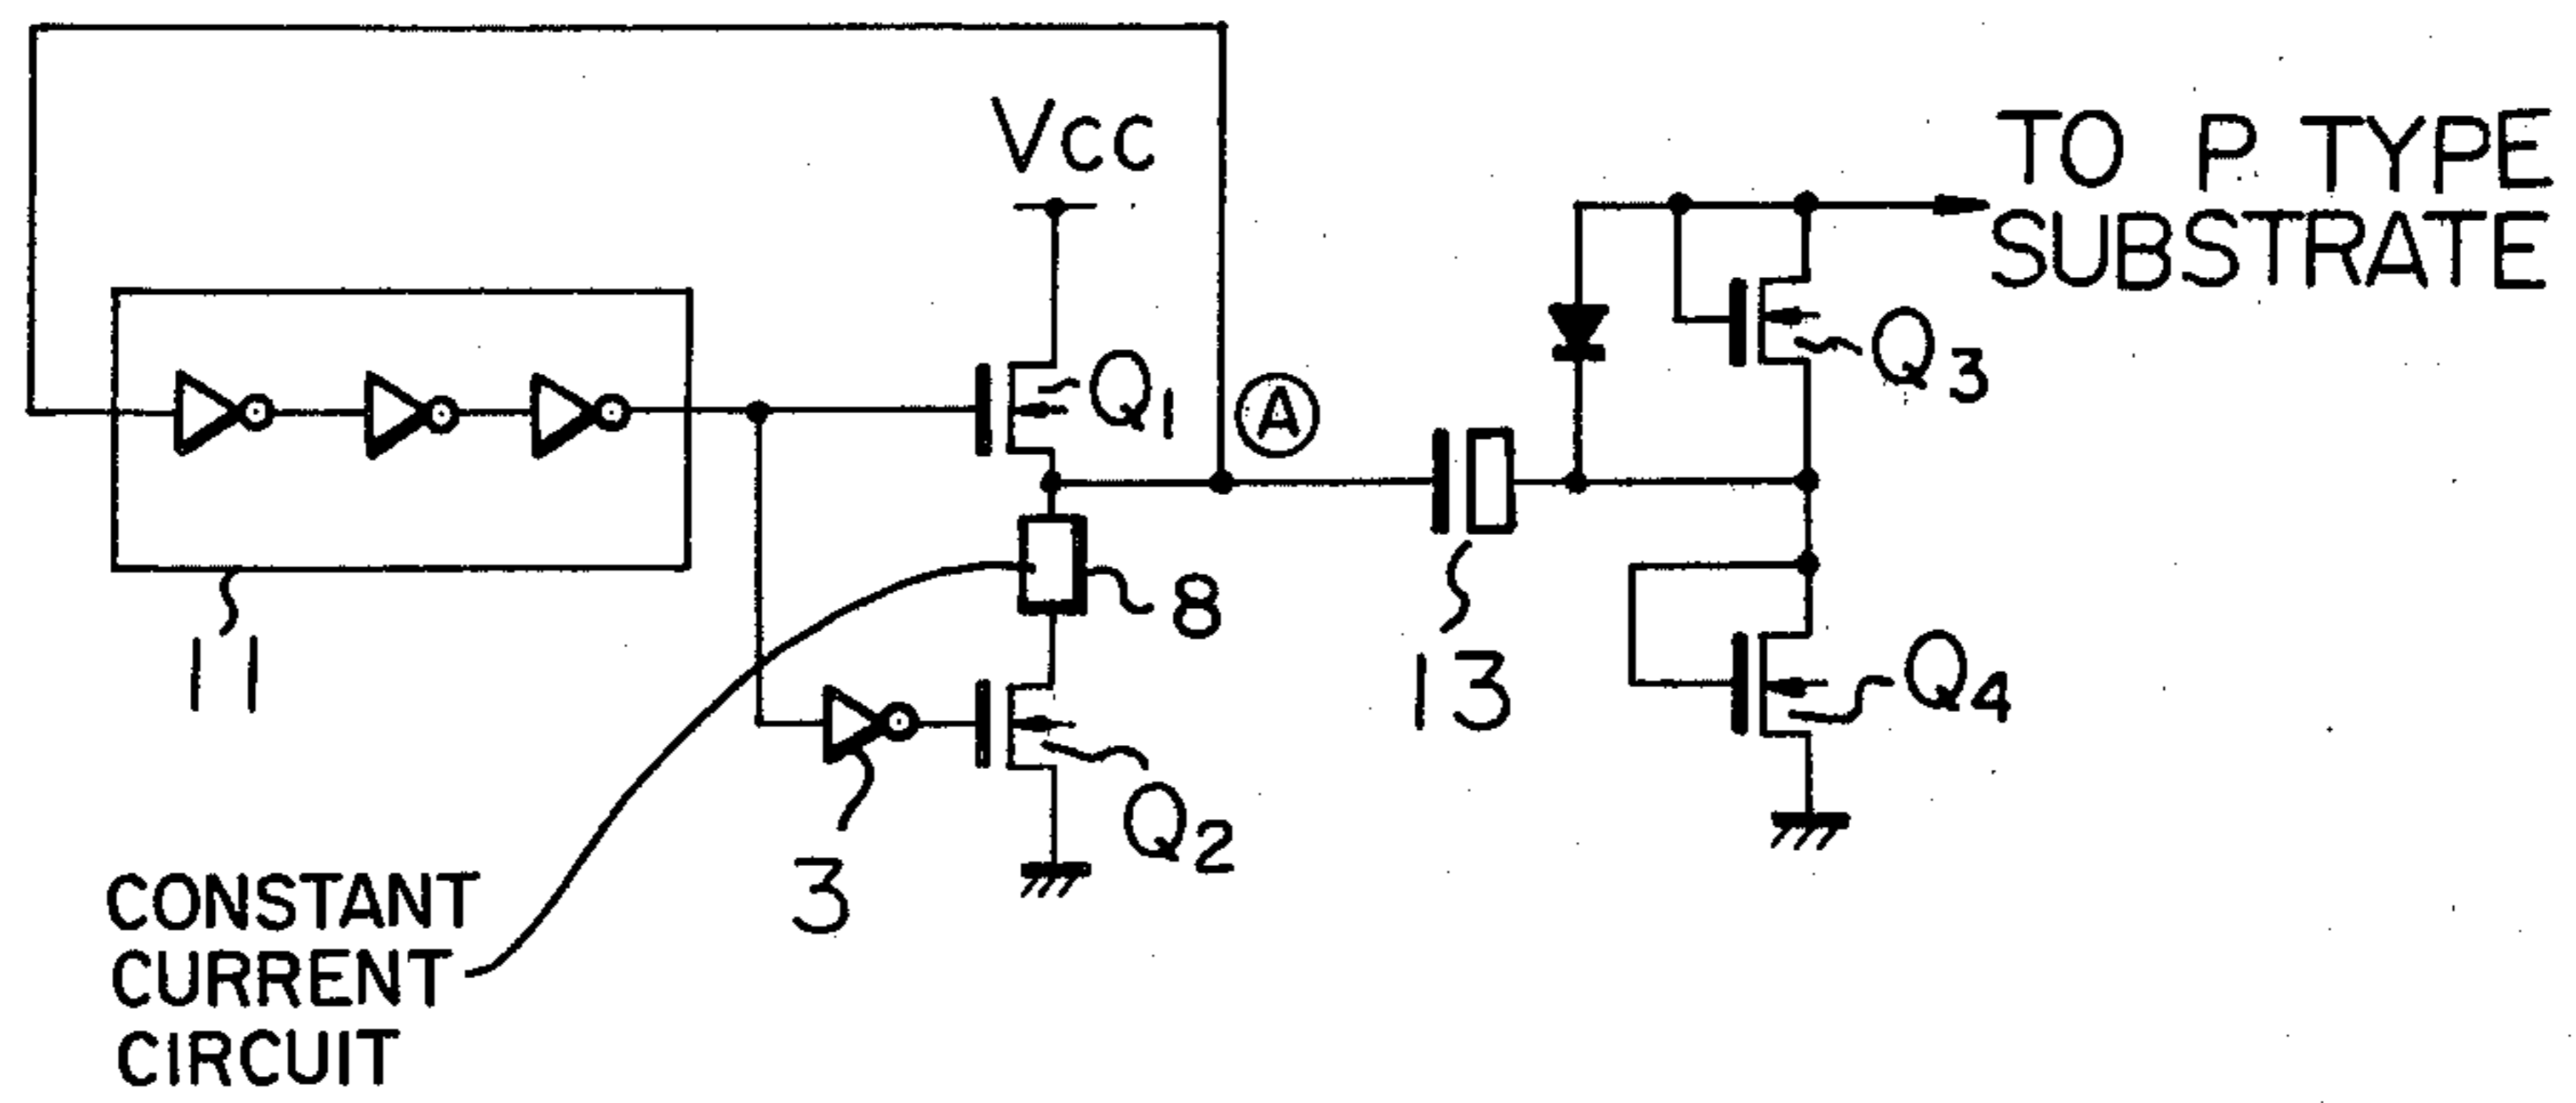 Vcc
TO P TYPE
SUBSTRATE
Q1
A
Q3
11
8
13
Q4
3
Q2
CONSTANT
CURRENT
CIRCUIT